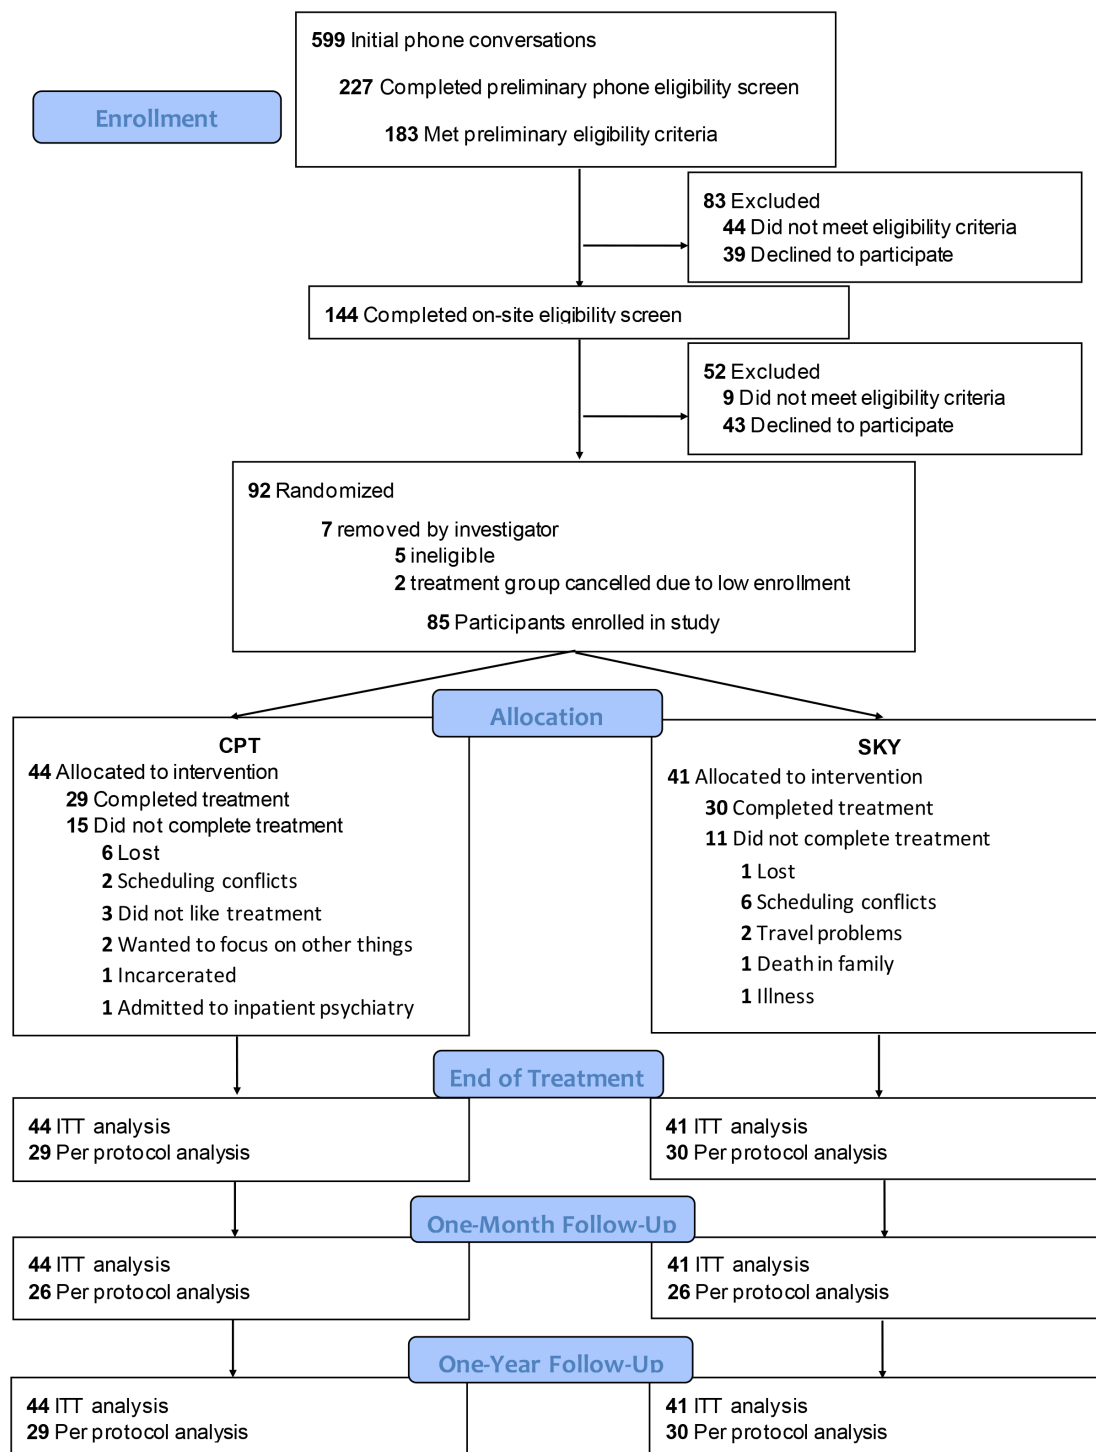 599 Initial phone conversations
227 Completed preliminary phone eligibility screen
Enrollment
183 Met preliminary eligibility criteria
83 Excluded
44 Did not meet eligibility criteria
39 Declined to participate
144 Completed on-site eligibility screen
52 Excluded
9 Did not meet eligibility criteria
43 Declined to participate
92 Randomized
7 removed by investigator
5 ineligible
2 treatment group cancelled due to low enrollment
85 Participants enrolled in study
Allocation
CPT
44 Allocated to intervention
29 Completed treatment
15 Did not complete treatment
6 Lost
2 Scheduling conflicts
3 Did not like treatment
2 Wanted to focus on other things
1 Incarcerated
1 Admitted to inpatient psychiatry
SKY
41 Allocated to intervention
30 Completed treatment
11 Did not complete treatment
1 Lost
6 Scheduling conflicts
2 Travel problems
1 Death in family
1 Illness
End of Treatment
44 ITT analysis
29 Per protocol analysis
41 ITT analysis
30 Per protocol analysis
One-Month Follow-Up
44 ITT analysis
26 Per protocol analysis
41 ITT analysis
26 Per protocol analysis
One-Year Follow-Up
44 ITT analysis
29 Per protocol analysis
41 ITT analysis
30 Per protocol analysis